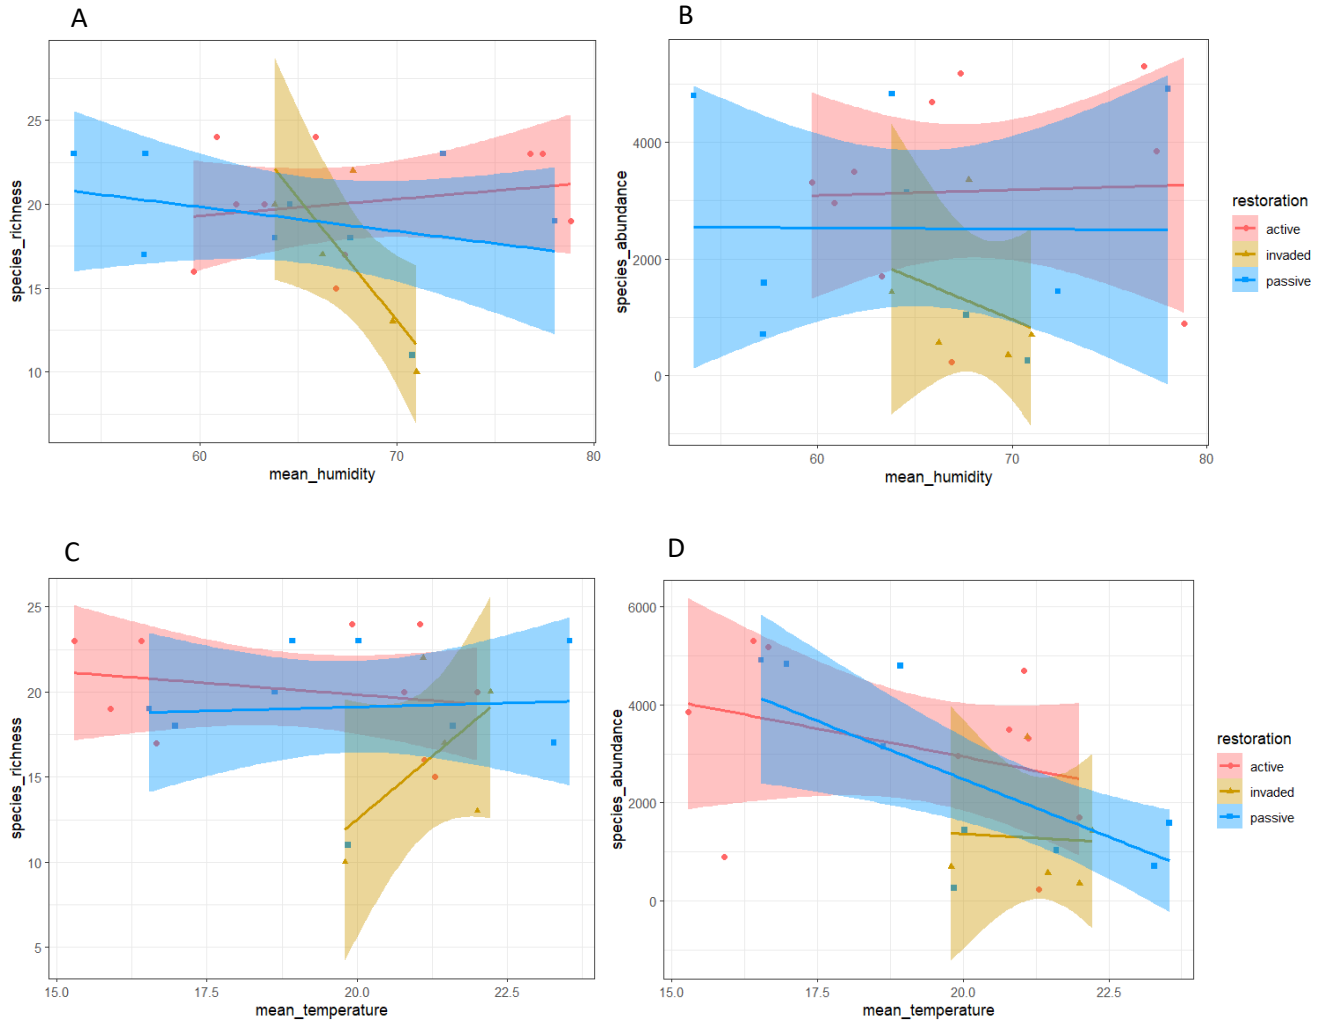 A
B
25
20
15
10
species_richness
60
70
80
mean_humidity
4000
2000
0
species_abundance
60
70
80
mean_humidity
restoration
active
invaded
passive
C
D
25
20
15
10
5
species_richness
15.0
17.5
20.0
22.5
mean_temperature
6000
4000
2000
0
species_abundance
15.0
17.5
20.0
22.5
mean_temperature
restoration
active
invaded
passive